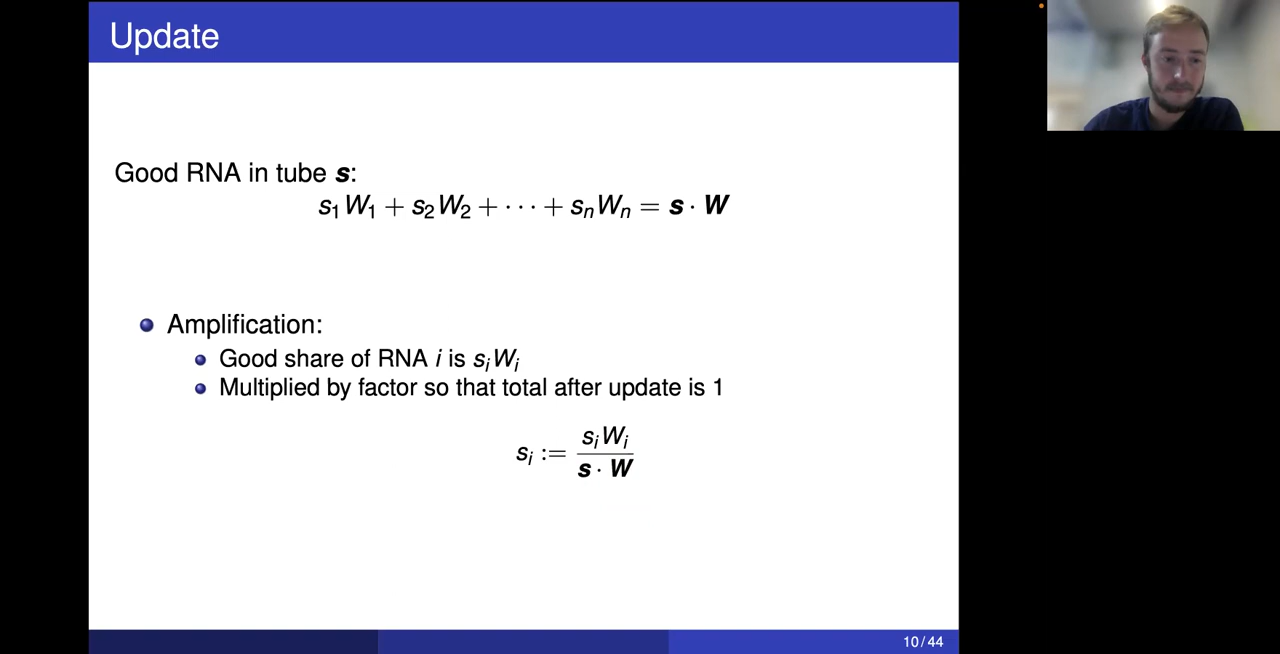 Update
Good RNA in tube s:
s₁W₁ + s₂W₂ + ⋯ + sₙWₙ = s · W
Amplification:
Good share of RNA i is sᵢWᵢ
Multiplied by factor so that total after update is 1
sᵢ := sᵢWᵢ / s · W
10/44